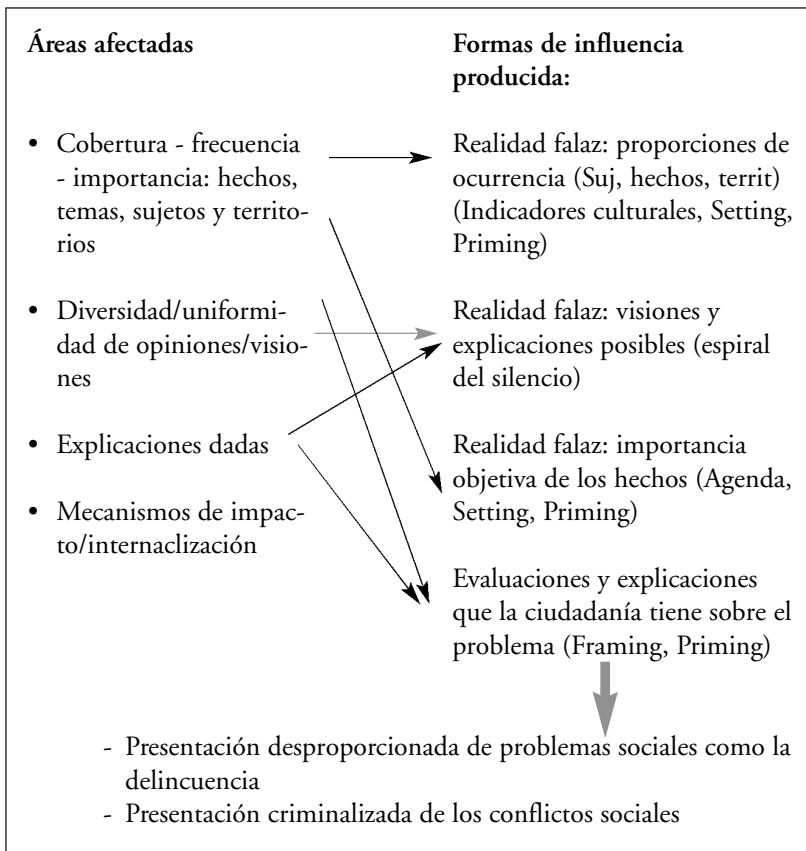 Áreas afectadas
• Cobertura - frecuencia
- importancia: hechos,
temas, sujetos y territo-
rios
• Diversidad/uniformi-
dad de opiniones/visio-
nes
• Explicaciones dadas
• Mecanismos de impac-
to/internaclización
Formas de influencia
producida:
Realidad falaz: proporciones de
ocurrencia (Suj, hechos, territ)
(Indicadores culturales, Setting,
Priming)
Realidad falaz: visiones y
explicaciones posibles (espiral
del silencio)
Realidad falaz: importancia
objetiva de los hechos (Agenda,
Setting, Priming)
Evaluaciones y explicaciones
que la ciudadanía tiene sobre el
problema (Framing, Priming)
- Presentación desproporcionada de problemas sociales como la
delincuencia
- Presentación criminalizada de los conflictos sociales